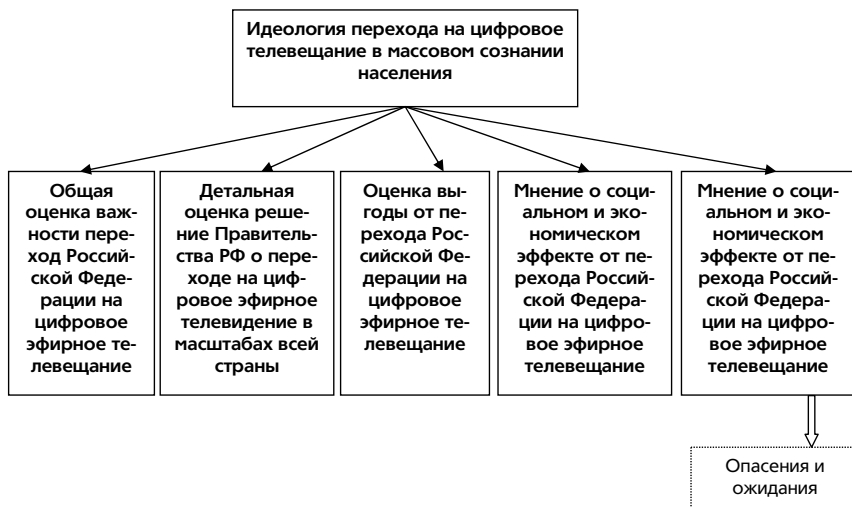 Идеология перехода на цифровое
телевещание в массовом сознании
населения
Общая
оценка важ-
ности пере-
ход Россий-
ской Феде-
рации на
цифровое
эфирное те-
левещание
Детальная
оценка реше-
ние Правитель-
ства РФ о пере-
ходе на циф-
ровое эфирное
телевидение в
масштабах всей
страны
Оценка вы-
годы от пе-
рехода Рос-
сийской Фе-
дерации на
цифровое
эфирное те-
левещание
Мнение о соци-
альном и эко-
номическом
эффекте от пе-
рехода Россий-
ской Федера-
ции на цифро-
вое эфирное
телевещание
Мнение о соци-
альном и эко-
номическом
эффекте от пе-
рехода Россий-
ской Федера-
ции на цифро-
вое эфирное
телевещание
Опасения и
ожидания